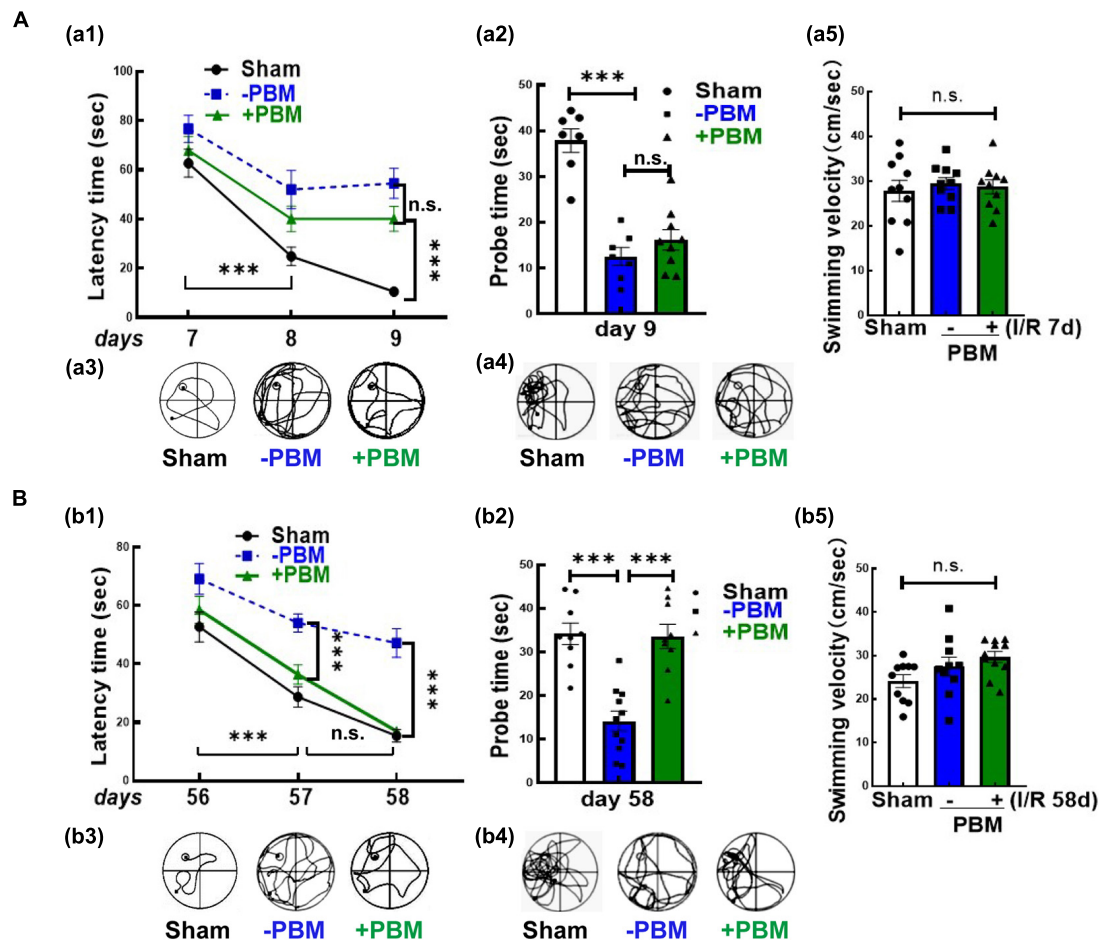 A
(a1)
Sham
-PBM
+PBM
Latency time (sec)
100
80
60
40
20
0
***
n.s.
***
days 7 8 9
(a2)
Probe time (sec)
50
40
30
20
10
0
***
n.s.
Sham
-PBM
+PBM
day 9
(a5)
Swimming velocity (cm/sec)
50
40
30
20
10
0
n.s.
Sham - + (I/R 7d)
PBM
(a3)
Sham -PBM +PBM
(a4)
Sham -PBM +PBM
B
(b1)
Sham
-PBM
+PBM
Latency time (sec)
80
60
40
20
0
***
***
***
n.s.
days 56 57 58
(b2)
Probe time (sec)
50
40
30
20
10
0
*** ***
Sham
-PBM
+PBM
day 58
(b5)
Swimming velocity (cm/sec)
50
40
30
20
10
0
n.s.
Sham - + (I/R 58d)
PBM
(b3)
Sham -PBM +PBM
(b4)
Sham -PBM +PBM